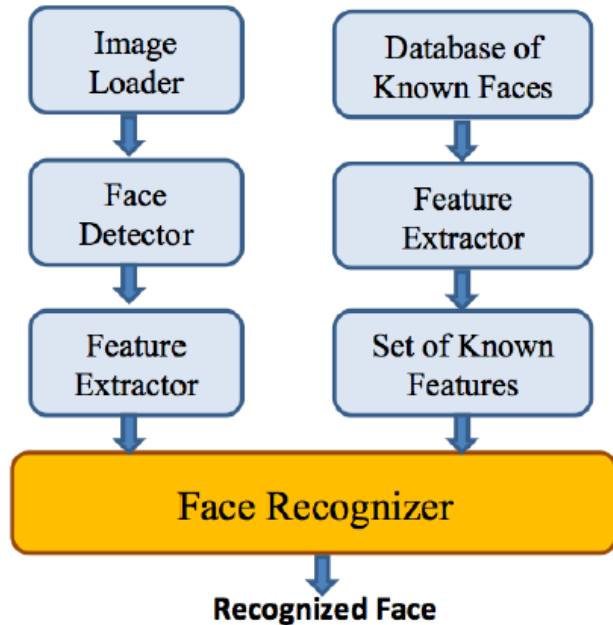 Image
Loader
Face
Detector
Feature
Extractor
Database of
Known Faces
Feature
Extractor
Set of Known
Features
Face Recognizer
Recognized Face